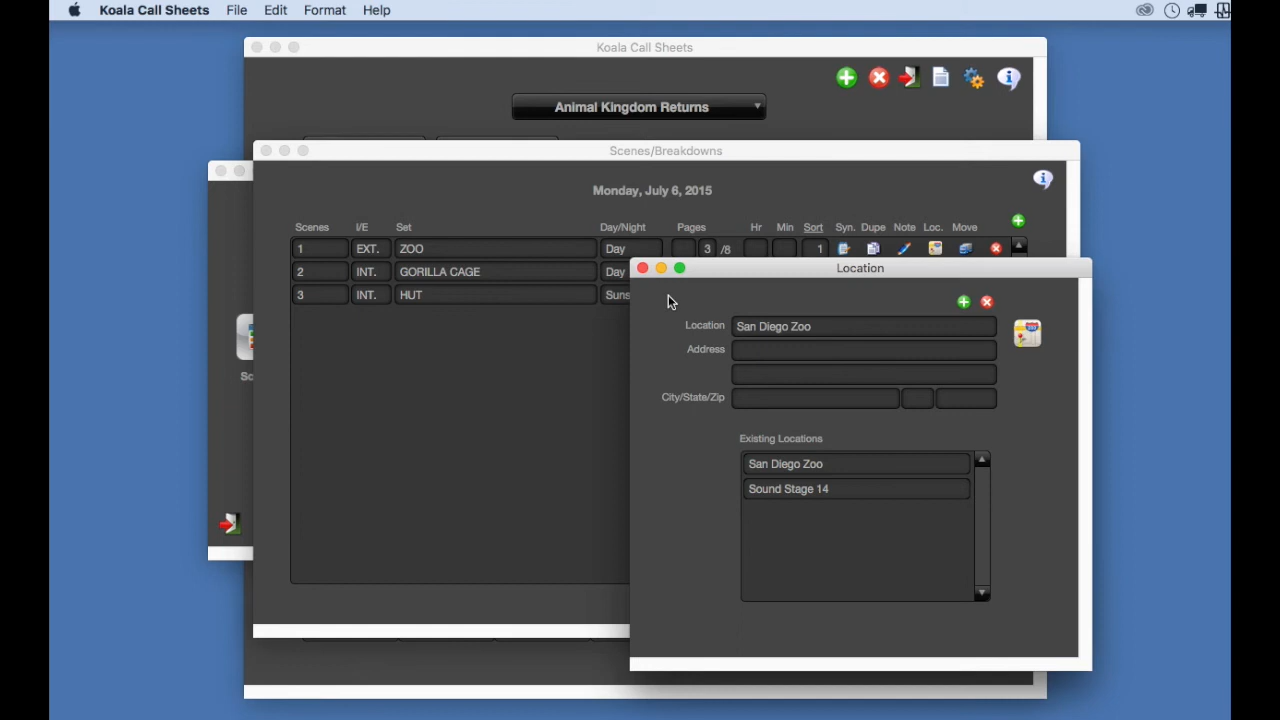 Koala Call Sheets File Edit Format Help
Koala Call Sheets
Animal Kingdom Returns
Scenes/Breakdowns
Monday, July 6, 2015
Scenes I/E Set Day/Night Pages Hr Min Sort Syn. Dupe Note Loc. Move
1 EXT. ZOO Day 3 /8 1
2 INT. GORILLA CAGE Day
3 INT. HUT Suns
Location
Location San Diego Zoo
Address
City/State/Zip
Existing Locations
San Diego Zoo
Sound Stage 14
Sc